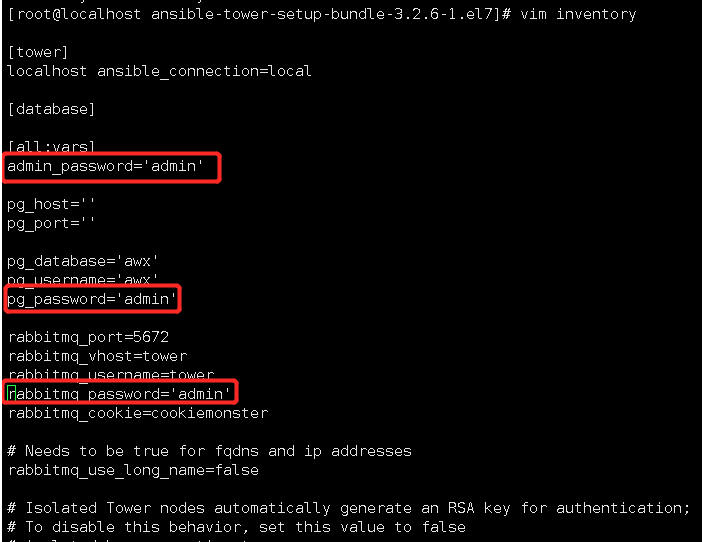 [root@localhost ansible-tower-setup-bundle-3.2.6-1.el7]# vim inventory
[tower]
localhost ansible_connection=local
[database]
[all:vars]
admin_password='admin'
pg_host=''
pg_port=''
pg_database='awx'
pg_username='awx'
pg_password='admin'
rabbitmq_port=5672
rabbitmq_vhost=tower
rabbitmq_username=tower
rabbitmq_password='admin'
rabbitmq_cookie=cookiemonster
# Needs to be true for fqdns and ip addresses
rabbitmq_use_long_name=false
# Isolated Tower nodes automatically generate an RSA key for authentication;
# To disable this behavior, set this value to false